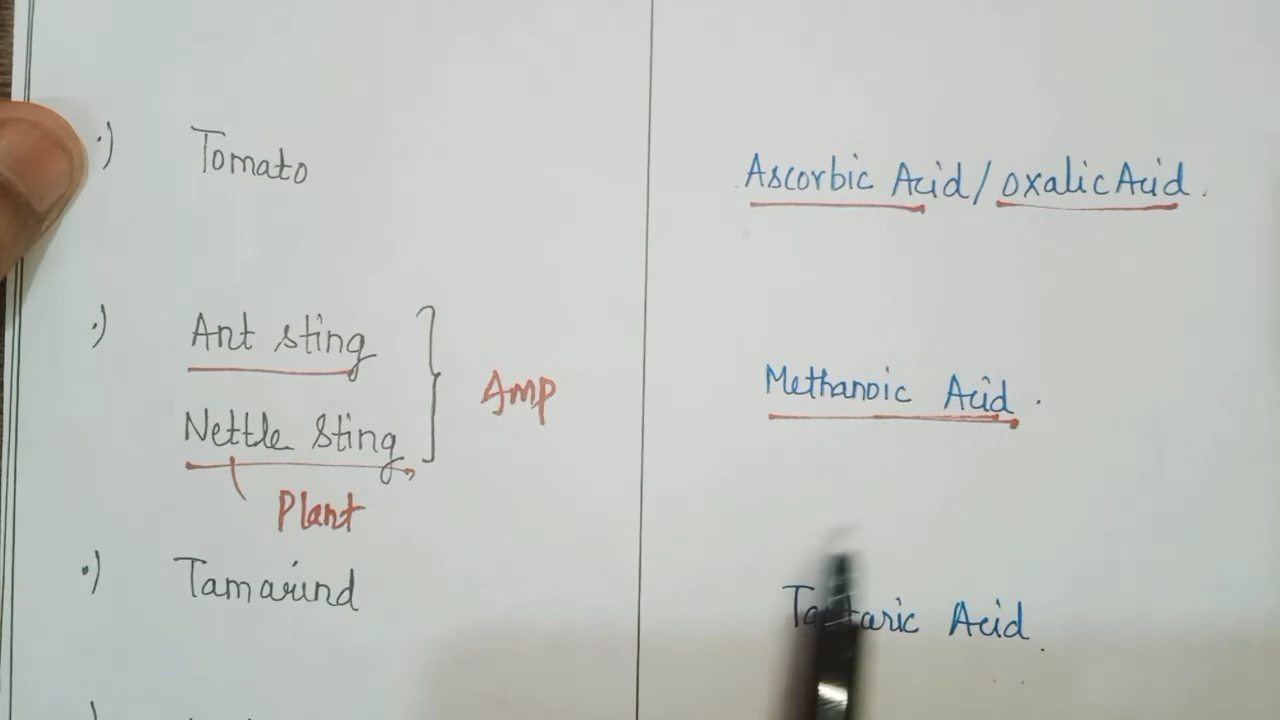 ·) Tomato Ascorbic Acid / oxalic Acid.
·) Ant sting
Amp Methanoic Acid.
Nettle Sting
Plant
·) Tamarind
Acid.